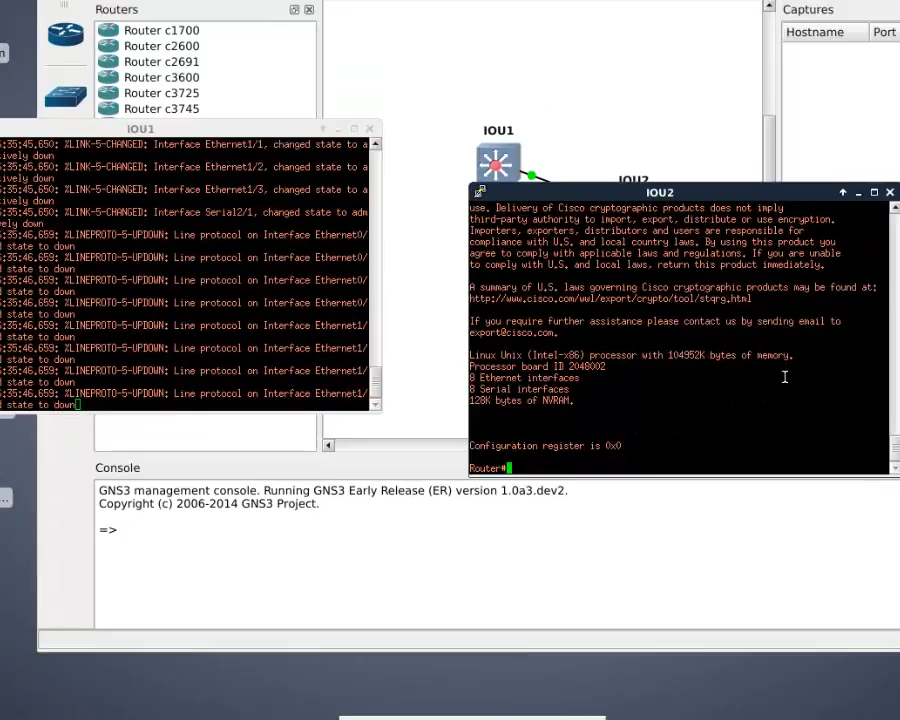 Routers
Router c1700
Router c2600
Router c2691
Router c3600
Router c3725
Router c3745
Captures
Hostname
Port
IOU1
IOU1
:35:45.650: %LINK-5-CHANGED: Interface Ethernet1/1, changed state to a
tively down
:35:45.650: %LINK-5-CHANGED: Interface Ethernet1/2, changed state to a
tively down
:35:45.650: %LINK-5-CHANGED: Interface Ethernet1/3, changed state to a
tively down
:35:45.650: %LINK-5-CHANGED: Interface Serial2/1, changed state to adm
vely down
:35:46.659: %LINEPROTO-5-UPDOWN: Line protocol on Interface Ethernet0/
d state to down
:35:46.659: %LINEPROTO-5-UPDOWN: Line protocol on Interface Ethernet0/
d state to down
:35:46.659: %LINEPROTO-5-UPDOWN: Line protocol on Interface Ethernet0/
d state to down
:35:46.659: %LINEPROTO-5-UPDOWN: Line protocol on Interface Ethernet0/
d state to down
:35:46.659: %LINEPROTO-5-UPDOWN: Line protocol on Interface Ethernet1/
d state to down
:35:46.659: %LINEPROTO-5-UPDOWN: Line protocol on Interface Ethernet1/
d state to down
:35:46.659: %LINEPROTO-5-UPDOWN: Line protocol on Interface Ethernet1/
d state to down
:35:46.659: %LINEPROTO-5-UPDOWN: Line protocol on Interface Ethernet1/
d state to down
IOU2
IOU2
use. Delivery of Cisco cryptographic products does not imply
third-party authority to import, export, distribute or use encryption.
Importers, exporters, distributors and users are responsible for
compliance with U.S. and local country laws. By using this product you
agree to comply with applicable laws and regulations. If you are unable
to comply with U.S. and local laws, return this product immediately.
A summary of U.S. laws governing Cisco cryptographic products may be found at:
http://www.cisco.com/wwl/export/crypto/tool/stqrg.html
If you require further assistance please contact us by sending email to
export@cisco.com.
Linux Unix (Intel-x86) processor with 104952K bytes of memory.
Processor board ID 2048002
8 Ethernet interfaces
8 Serial interfaces
128K bytes of NVRAM.
Configuration register is 0x0
Router#
Console
GNS3 management console. Running GNS3 Early Release (ER) version 1.0a3.dev2.
Copyright (c) 2006-2014 GNS3 Project.
=>